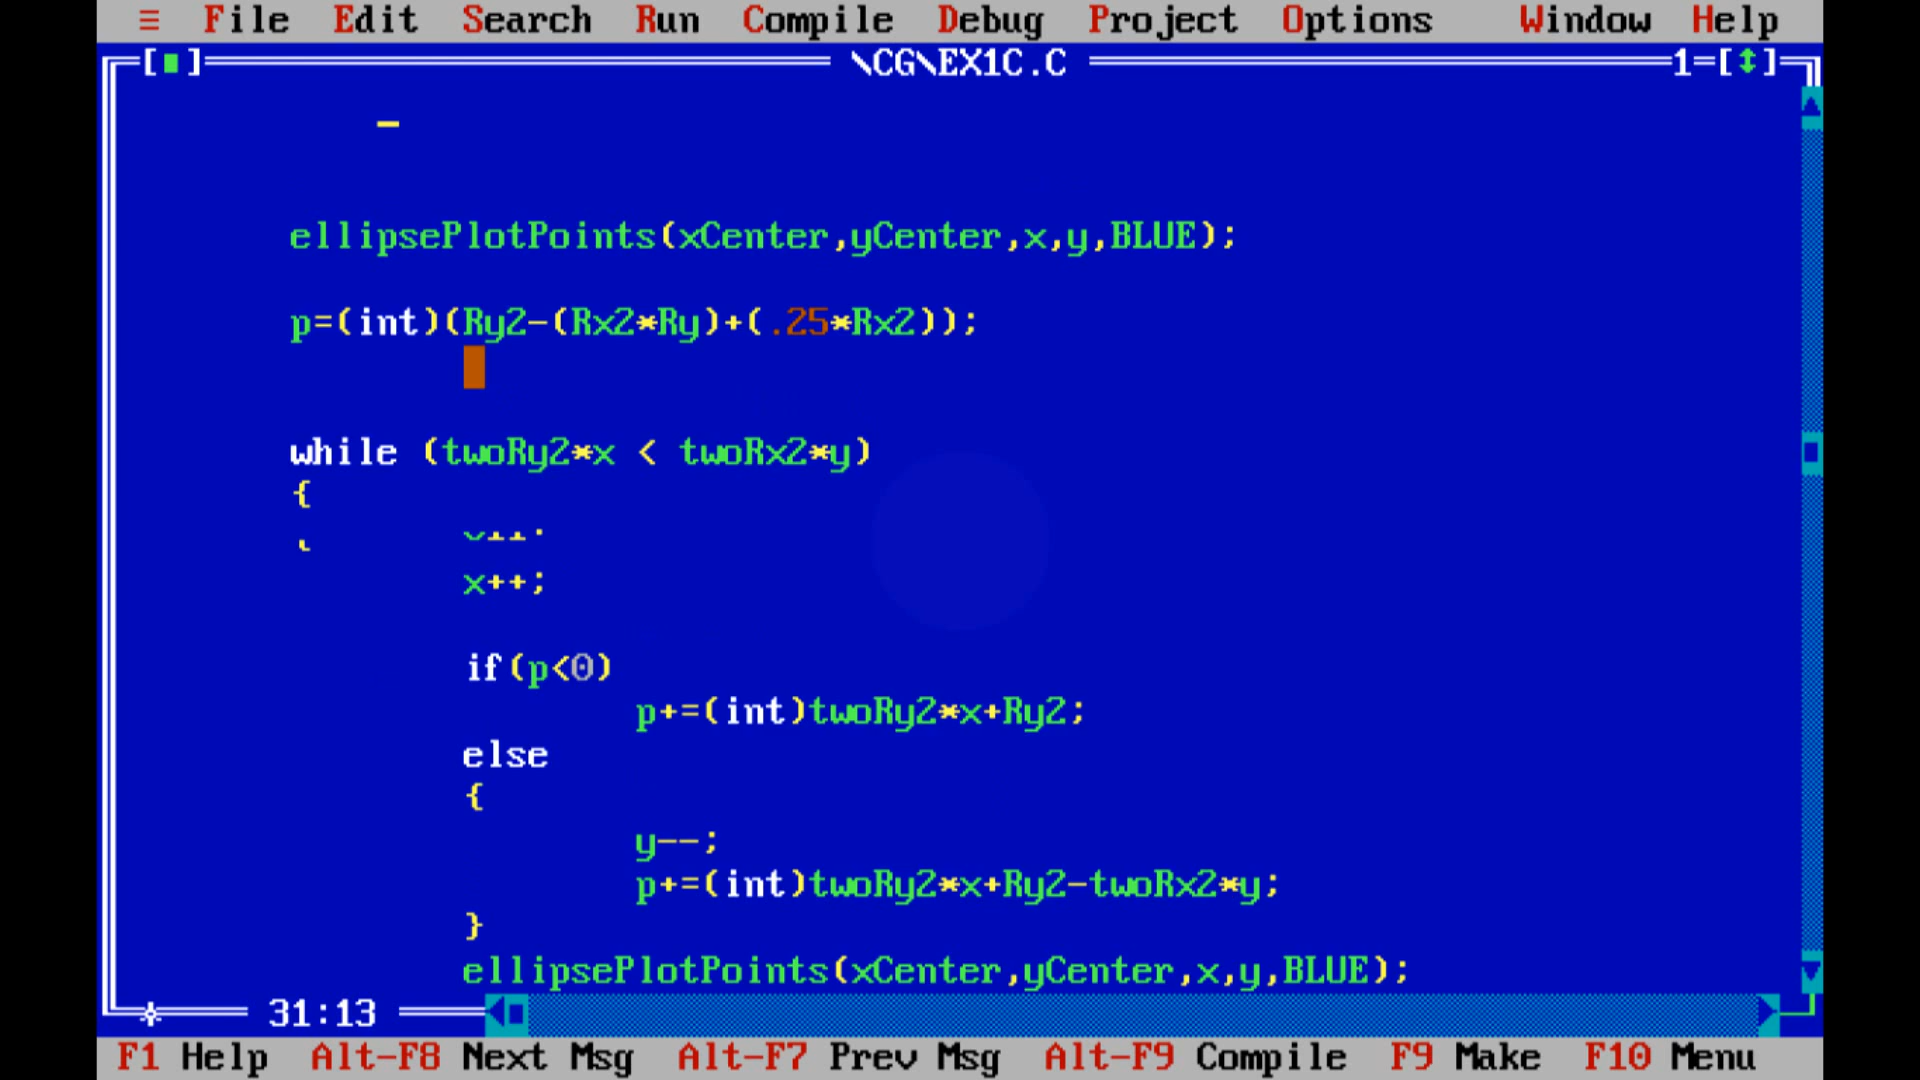 ≡ File Edit Search Run Compile Debug Project Options Window Help
[■] \CG\EX1C.C 1=[↕]
ellipsePlotPoints(xCenter,yCenter,x,y,BLUE);
p=(int)(Ry2-(Rx2*Ry)+(.25*Rx2));
while (twoRy2*x < twoRx2*y)
{
x++;
if(p<0)
p+=(int)twoRy2*x+Ry2;
else
{
y--;
p+=(int)twoRy2*x+Ry2-twoRx2*y;
}
ellipsePlotPoints(xCenter,yCenter,x,y,BLUE);
31:13
F1 Help Alt-F8 Next Msg Alt-F7 Prev Msg Alt-F9 Compile F9 Make F10 Menu